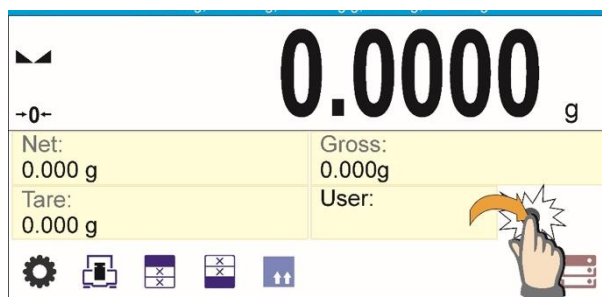 0.0000 g
→0←
Net:
0.000 g
Gross:
0.000g
Tare:
0.000 g
User: